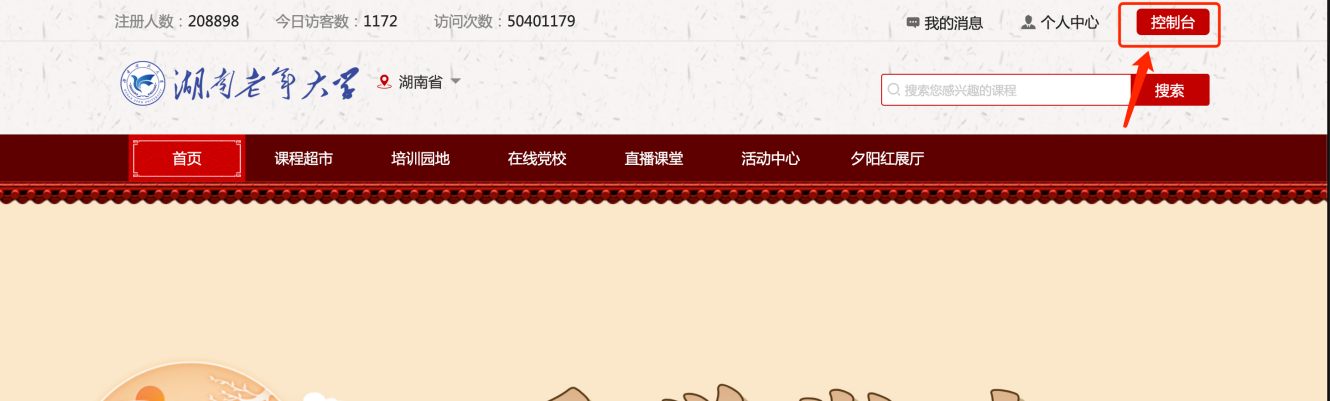 注册人数：208898 今日访客数：1172 访问次数：50401179 我的消息 个人中心 控制台
湖南老年大学 湖南省 搜索您感兴趣的课程 搜索
首页 课程超市 培训园地 在线党校 直播课堂 活动中心 夕阳红展厅